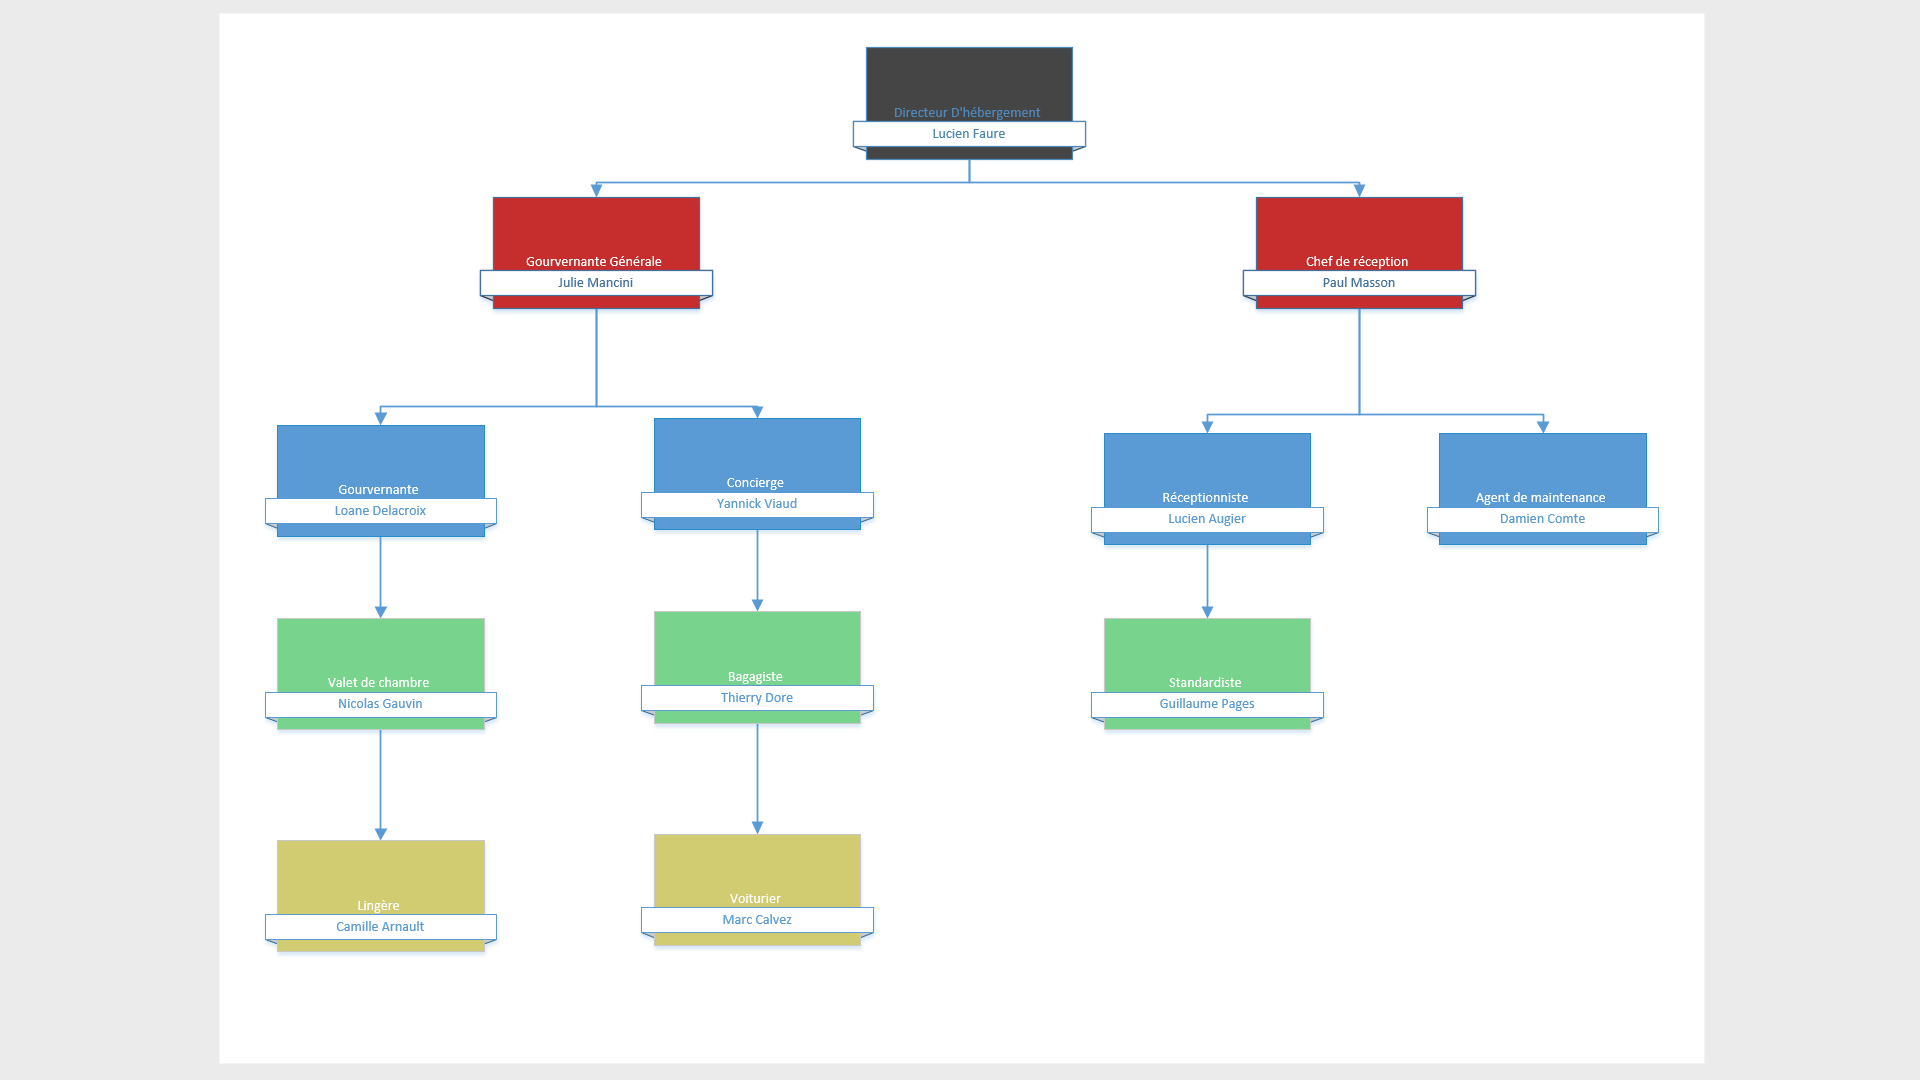 Directeur D'hébergement
Lucien Faure
Gourvernante Générale
Julie Mancini
Chef de réception
Paul Masson
Gourvernante
Loane Delacroix
Concierge
Yannick Viaud
Réceptionniste
Lucien Augier
Agent de maintenance
Damien Comte
Valet de chambre
Nicolas Gauvin
Bagagiste
Thierry Dore
Standardiste
Guillaume Pages
Lingère
Camille Arnault
Voiturier
Marc Calvez